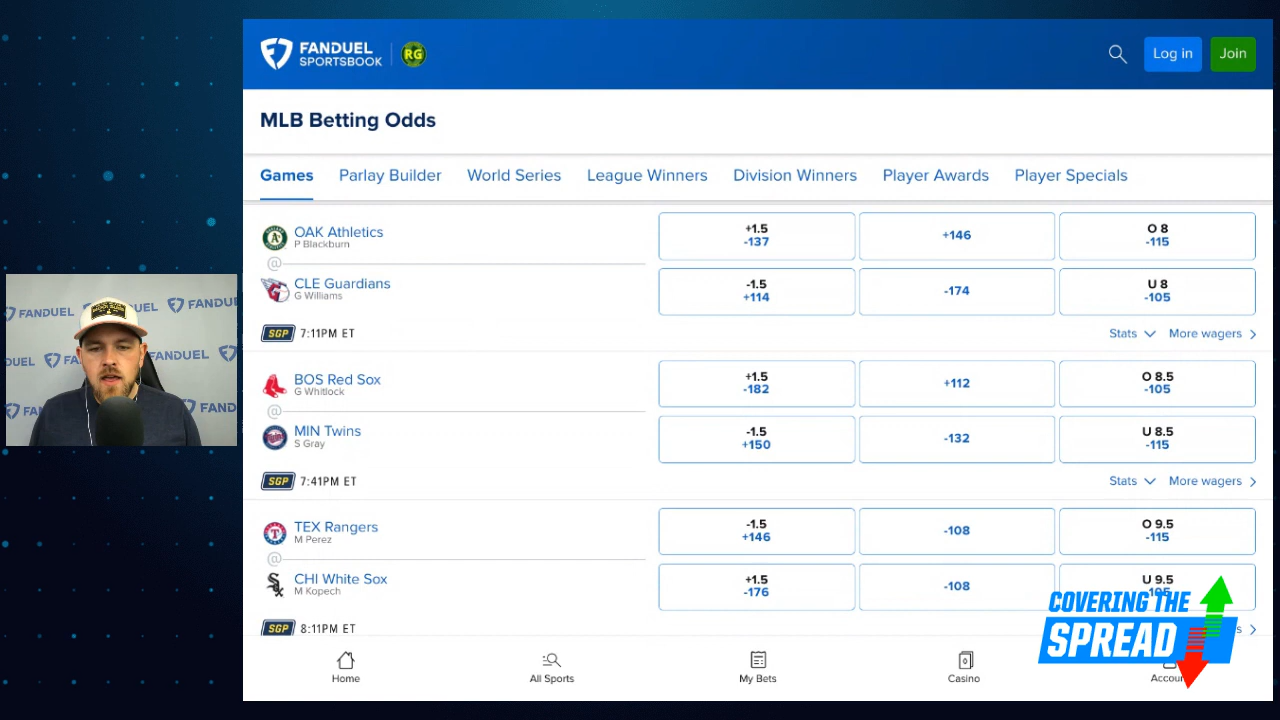 FANDUEL
SPORTSBOOK
RG
Log in
Join
MLB Betting Odds
Games
Parlay Builder
World Series
League Winners
Division Winners
Player Awards
Player Specials
OAK Athletics
P Blackburn
+1.5
-137
+146
O 8
-115
@
CLE Guardians
G Williams
-1.5
+114
-174
U 8
-105
SGP 7:11PM ET
Stats
More wagers
BOS Red Sox
G Whitlock
+1.5
-182
+112
O 8.5
-105
@
MIN Twins
S Gray
-1.5
+150
-132
U 8.5
-115
SGP 7:41PM ET
Stats
More wagers
TEX Rangers
M Perez
-1.5
+146
-108
O 9.5
-115
@
CHI White Sox
M Kopech
+1.5
-176
-108
U 9.5
SGP 8:11PM ET
COVERING THE
SPREAD
Home
All Sports
My Bets
Casino
FANDUEL
FANDUEL